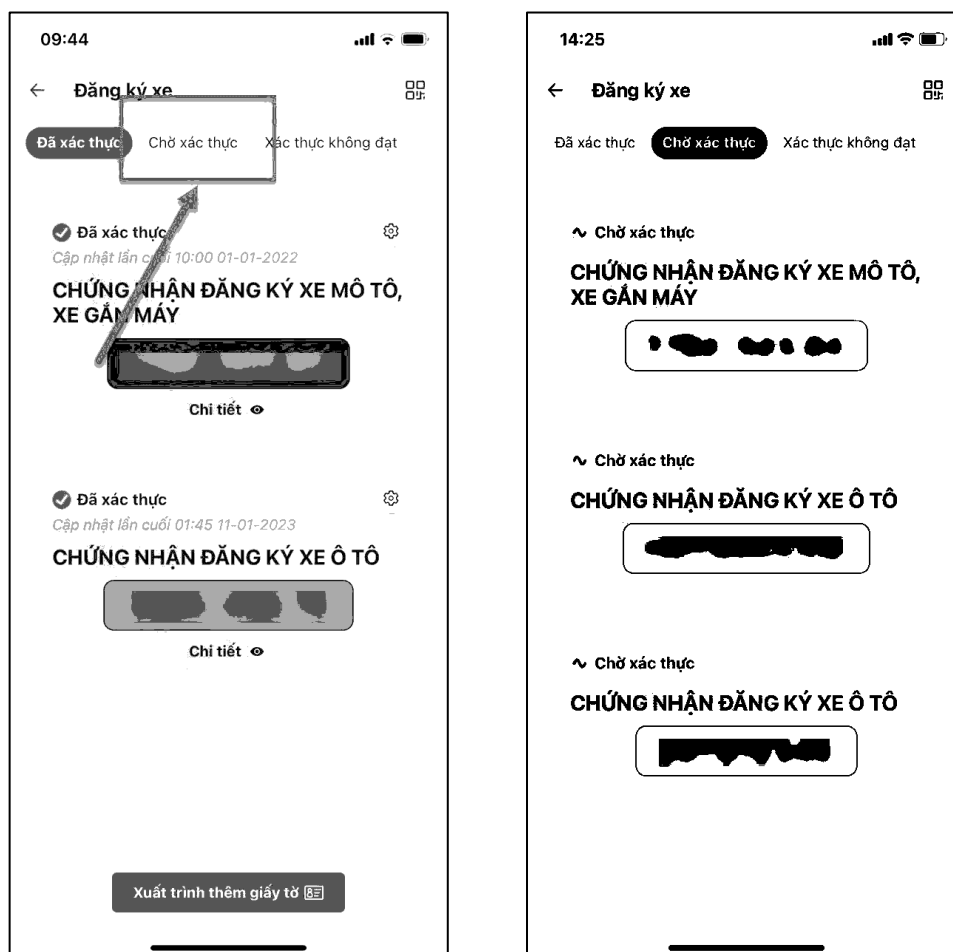 09:44
Đăng ký xe
Đã xác thực Chờ xác thực Xác thực không đạt
Đã xác thực
Cập nhật lần cuối 10:00 01-01-2022
CHỨNG NHẬN ĐĂNG KÝ XE MÔ TÔ,
XE GẮN MÁY
Chi tiết
Đã xác thực
Cập nhật lần cuối 01:45 11-01-2023
CHỨNG NHẬN ĐĂNG KÝ XE Ô TÔ
Chi tiết
Xuất trình thêm giấy tờ
14:25
Đăng ký xe
Đã xác thực Chờ xác thực Xác thực không đạt
Chờ xác thực
CHỨNG NHẬN ĐĂNG KÝ XE MÔ TÔ,
XE GẮN MÁY
Chờ xác thực
CHỨNG NHẬN ĐĂNG KÝ XE Ô TÔ
Chờ xác thực
CHỨNG NHẬN ĐĂNG KÝ XE Ô TÔ